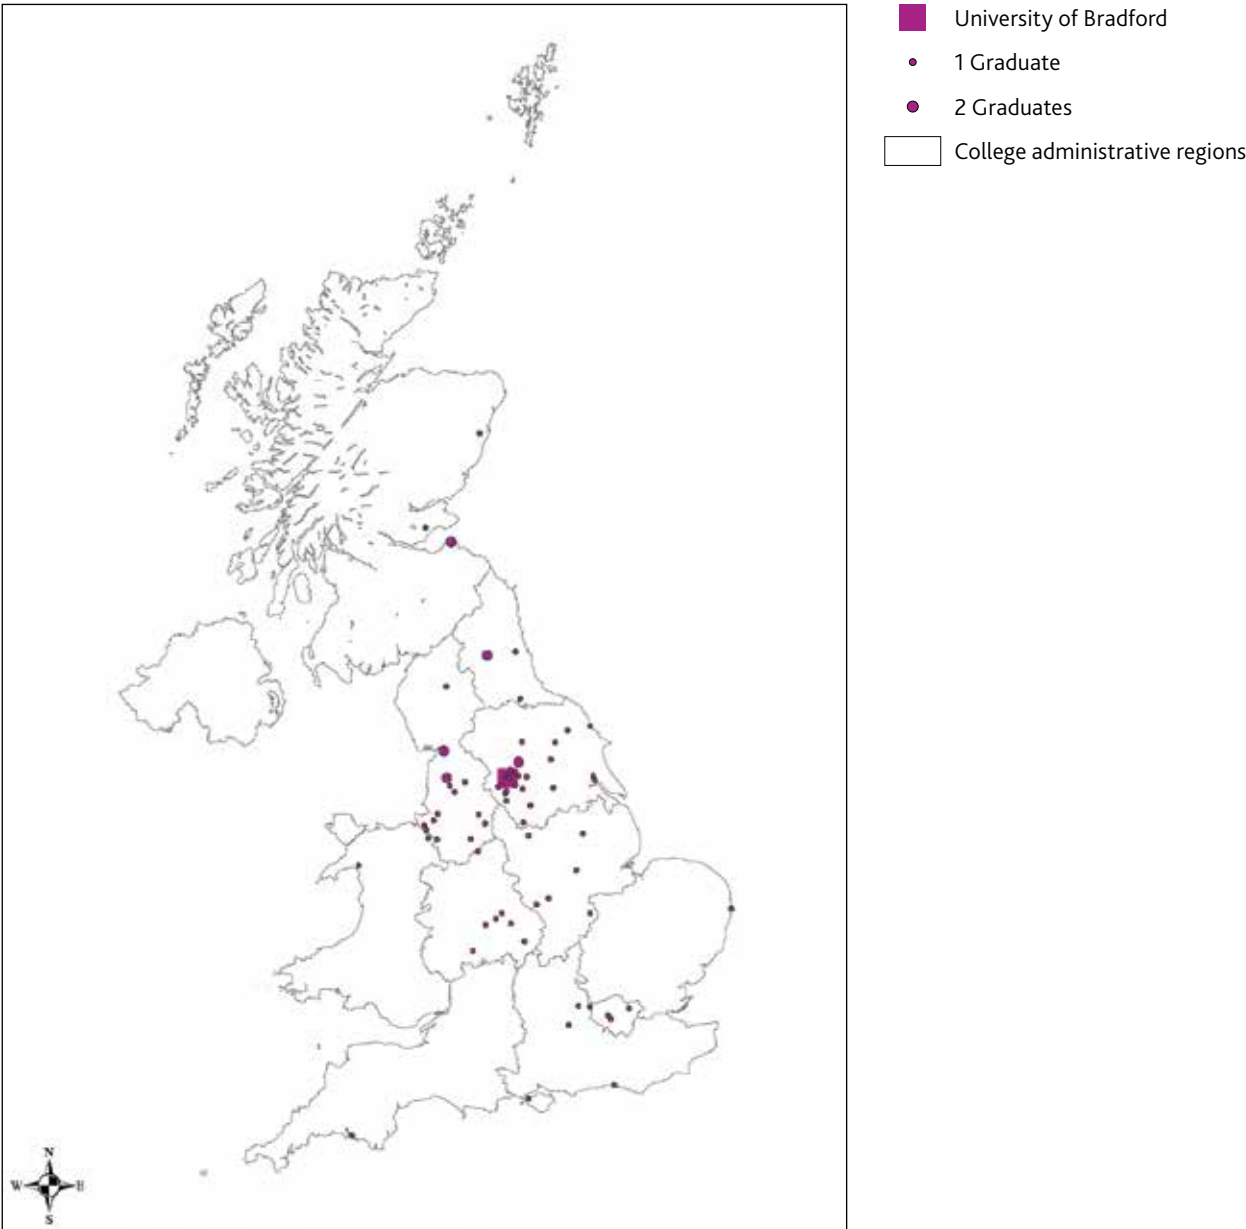 University of Bradford
1 Graduate
2 Graduates
College administrative regions
N
W E
S